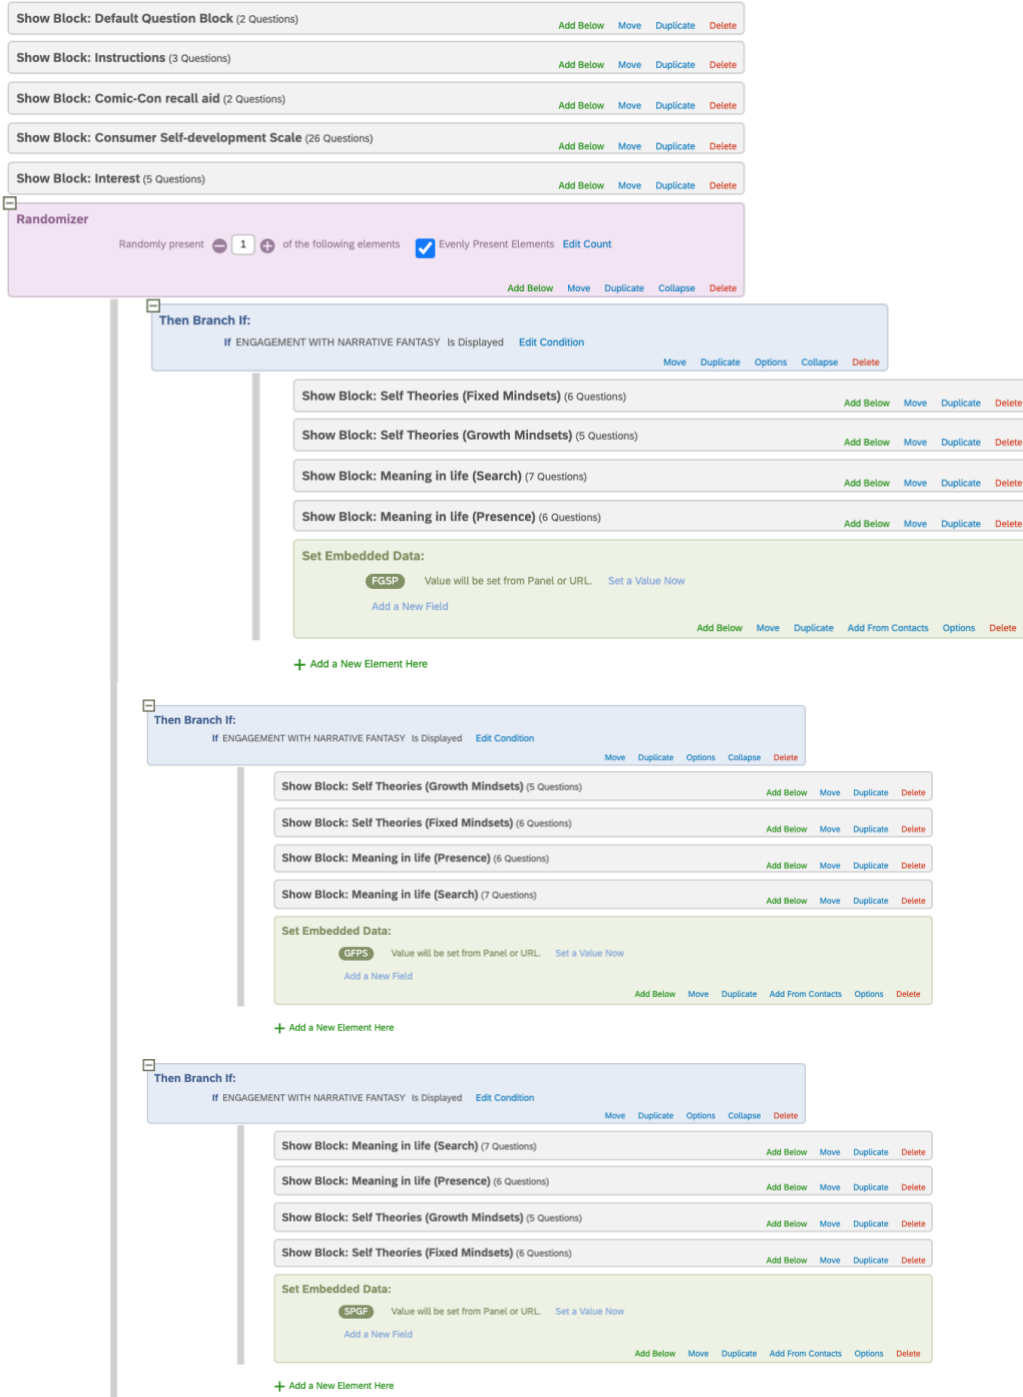 Show Block: Default Question Block (2 Questions)
Add Below Move Duplicate Delete
Show Block: Instructions (3 Questions)
Add Below Move Duplicate Delete
Show Block: Comic-Con recall aid (2 Questions)
Add Below Move Duplicate Delete
Show Block: Consumer Self-development Scale (26 Questions)
Add Below Move Duplicate Delete
Show Block: Interest (5 Questions)
Add Below Move Duplicate Delete
Randomizer
Randomly present 1 of the following elements Evenly Present Elements Edit Count
Add Below Move Duplicate Collapse Delete
Then Branch If:
If ENGAGEMENT WITH NARRATIVE FANTASY Is Displayed Edit Condition
Move Duplicate Options Collapse Delete
Show Block: Self Theories (Fixed Mindsets) (6 Questions)
Add Below Move Duplicate Delete
Show Block: Self Theories (Growth Mindsets) (5 Questions)
Add Below Move Duplicate Delete
Show Block: Meaning in life (Search) (7 Questions)
Add Below Move Duplicate Delete
Show Block: Meaning in life (Presence) (6 Questions)
Add Below Move Duplicate Delete
Set Embedded Data:
FGSP Value will be set from Panel or URL. Set a Value Now
Add a New Field
Add Below Move Duplicate Add From Contacts Options Delete
+ Add a New Element Here
Then Branch If:
If ENGAGEMENT WITH NARRATIVE FANTASY Is Displayed Edit Condition
Move Duplicate Options Collapse Delete
Show Block: Self Theories (Growth Mindsets) (5 Questions)
Add Below Move Duplicate Delete
Show Block: Self Theories (Fixed Mindsets) (6 Questions)
Add Below Move Duplicate Delete
Show Block: Meaning in life (Presence) (6 Questions)
Add Below Move Duplicate Delete
Show Block: Meaning in life (Search) (7 Questions)
Add Below Move Duplicate Delete
Set Embedded Data:
GFPS Value will be set from Panel or URL. Set a Value Now
Add a New Field
Add Below Move Duplicate Add From Contacts Options Delete
+ Add a New Element Here
Then Branch If:
If ENGAGEMENT WITH NARRATIVE FANTASY Is Displayed Edit Condition
Move Duplicate Options Collapse Delete
Show Block: Meaning in life (Search) (7 Questions)
Add Below Move Duplicate Delete
Show Block: Meaning in life (Presence) (6 Questions)
Add Below Move Duplicate Delete
Show Block: Self Theories (Growth Mindsets) (5 Questions)
Add Below Move Duplicate Delete
Show Block: Self Theories (Fixed Mindsets) (6 Questions)
Add Below Move Duplicate Delete
Set Embedded Data:
SPGF Value will be set from Panel or URL. Set a Value Now
Add a New Field
Add Below Move Duplicate Add From Contacts Options Delete
+ Add a New Element Here